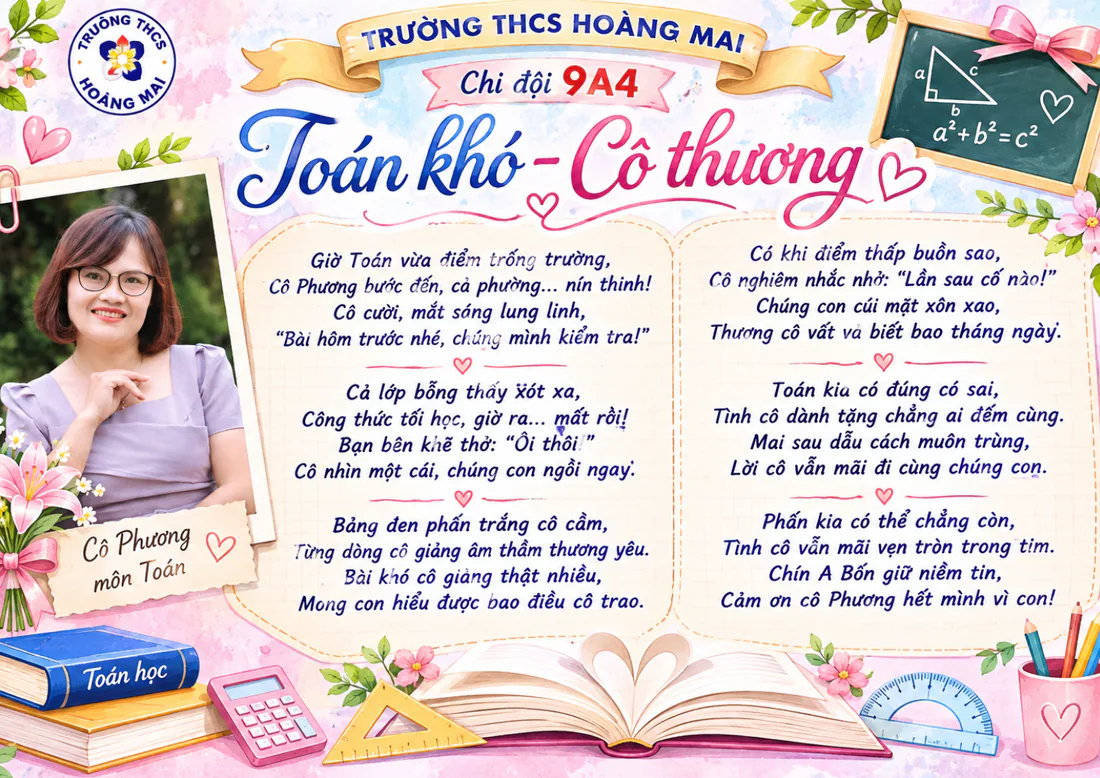 TRƯỜNG THCS
HOÀNG MAI
TRƯỜNG THCS HOÀNG MAI
Chi đội 9A4
Toán khó - Cô thương
a
c
b
a² + b² = c²
Giờ Toán vừa điểm trống trường,
Cô Phương bước đến, cả phường... nín thinh!
Cô cười, mắt sáng lung linh,
“Bài hôm trước nhé, chúng mình kiểm tra!”
Cả lớp bỗng thấy xót xa,
Công thức tối học, giờ ra... mất rồi!
Bạn bên khẽ thở: “Ôi thôi!”
Cô nhìn một cái, chúng con ngồi ngay.
Bảng đen phấn trắng cô cầm,
Từng dòng cô giảng âm thầm thương yêu.
Bài khó cô giảng thật nhiều,
Mong con hiểu được bao điều cô trao.
Có khi điểm thấp buồn sao,
Cô nghiêm nhắc nhở: “Lần sau cố nào!”
Chúng con cúi mặt xôn xao,
Thương cô vất vả biết bao tháng ngày.
Toán kia có đúng có sai,
Tình cô dành tặng chẳng ai đếm cùng.
Mai sau dẫu cách muôn trùng,
Lời cô vẫn mãi đi cùng chúng con.
Phấn kia có thể chẳng còn,
Tình cô vẫn mãi vẹn tròn trong tim.
Chín A Bốn giữ niềm tin,
Cảm ơn cô Phương hết mình vì con!
Cô Phương
môn Toán
Toán học